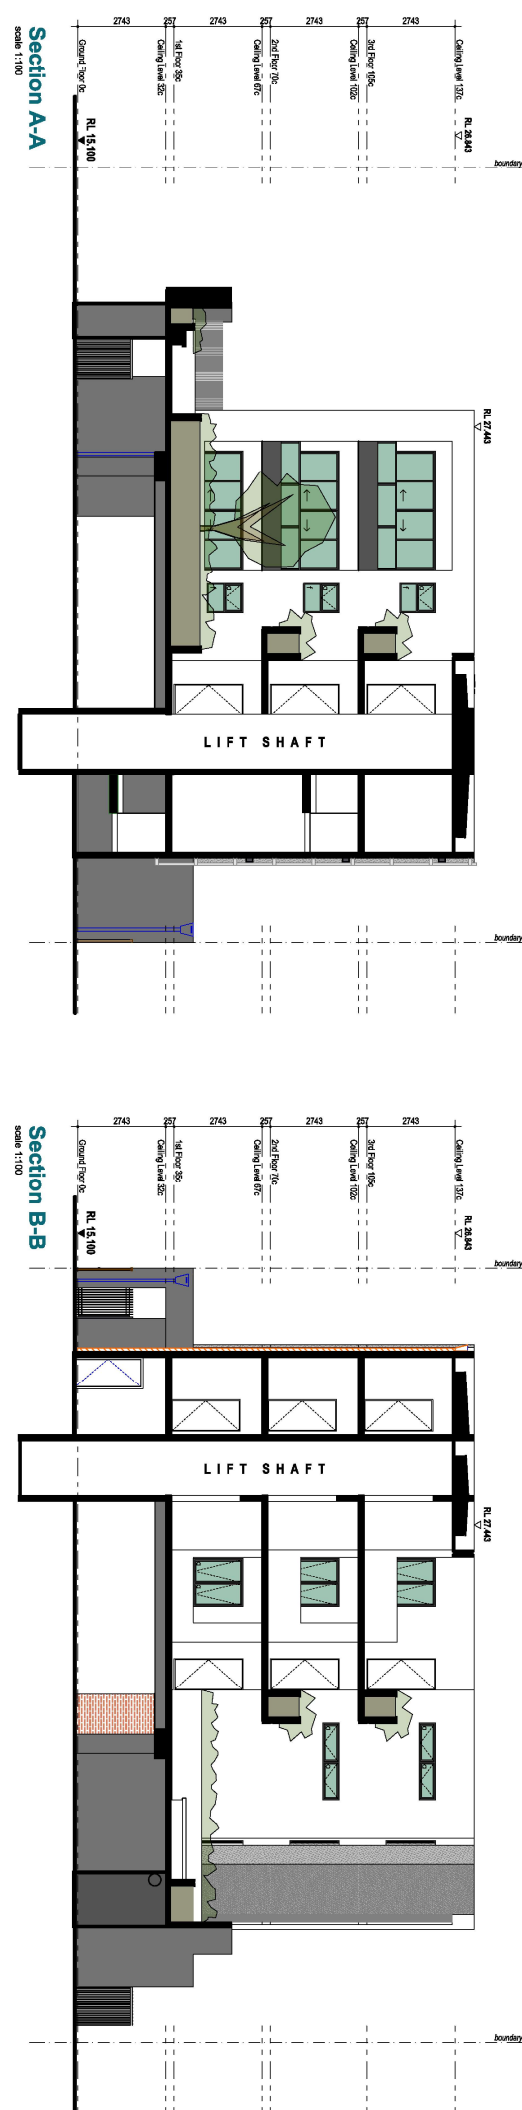 Section A-A
scale 1:100
2743
257
2743
257
2743
257
2743
Ceiling Level 137c
3rd Floor 105c
Ceiling Level 102c
2nd Floor 70c
Ceiling Level 67c
1st Floor 35c
Ceiling Level 32c
Ground Floor 0c
RL 26.843
RL 15.100
boundary
RL 27.443
LIFT SHAFT
boundary
Section B-B
scale 1:100
2743
257
2743
257
2743
257
2743
Ceiling Level 137c
3rd Floor 105c
Ceiling Level 102c
2nd Floor 70c
Ceiling Level 67c
1st Floor 35c
Ceiling Level 32c
Ground Floor 0c
RL 26.843
RL 15.100
boundary
LIFT SHAFT
RL 27.443
boundary